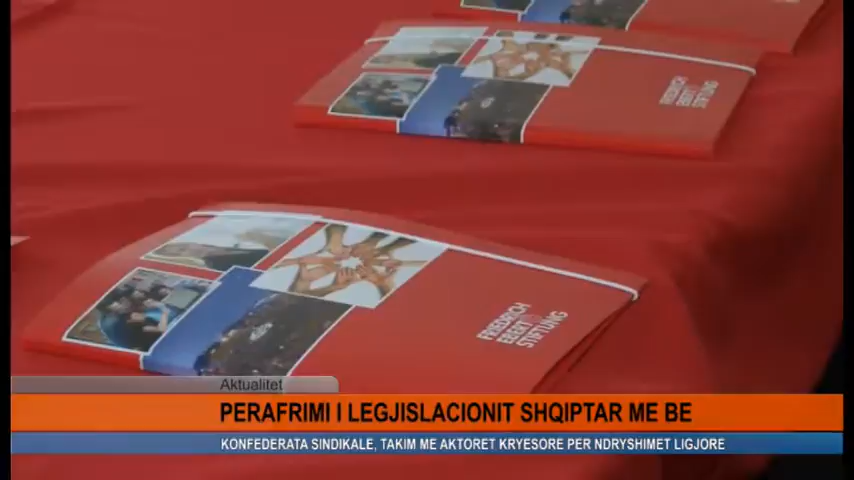 FRIEDRICH
EBERT
STIFTUNG
FRIEDRICH
EBERT
STIFTUNG
Aktualitet
PERAFRIMI I LEGJISLACIONIT SHQIPTAR ME BE
KONFEDERATA SINDIKALE, TAKIM ME AKTORET KRYESORE PER NDRYSHIMET LIGJORE